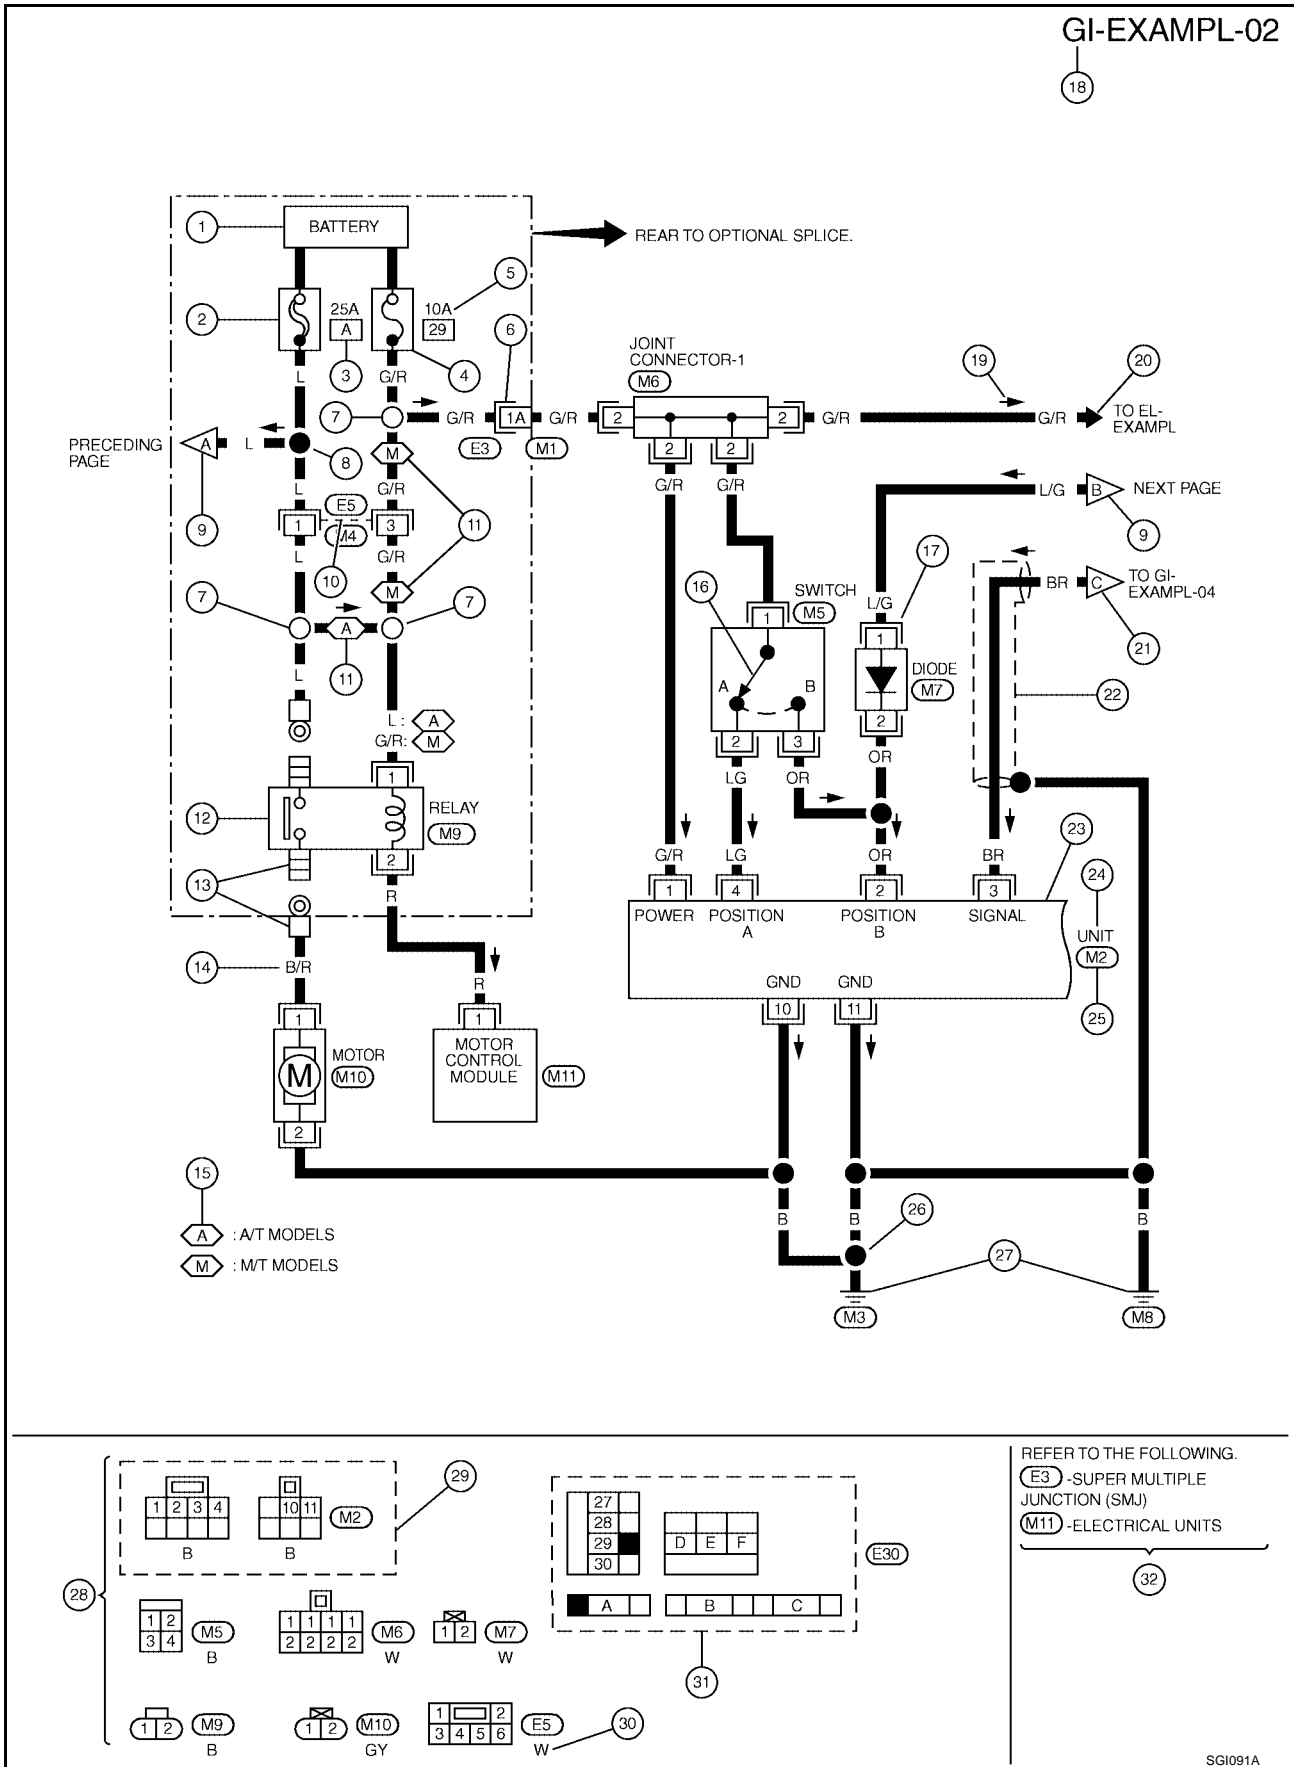 GI-EXAMPL-02
18
1
BATTERY
REAR TO OPTIONAL SPLICE.
5
2
25A
A
10A
29
6
3
4
JOINT
CONNECTOR-1
M6
19
20
L
G/R
7
G/R
1A
G/R
2
2
G/R
G/R
TO EL-
EXAMPL
PRECEDING
PAGE
A
L
8
M
E3
M1
2
2
L
G/R
G/R
G/R
L/G
B
NEXT PAGE
9
E5
1
3
M4
11
9
L
G/R
10
17
16
BR
C
TO GI-
EXAMPL-04
7
M
7
SWITCH
M5
L/G
1
1
A
21
L
11
DIODE
M7
22
A
B
L :
A
G/R:
M
2
3
2
LG
OR
OR
1
12
RELAY
M9
23
2
G/R
LG
OR
BR
13
R
1
4
2
3
24
POWER
POSITION
A
POSITION
B
SIGNAL
UNIT
M2
14
B/R
R
GND
GND
10
11
25
1
1
MOTOR
M10
M
MOTOR
CONTROL
MODULE
M11
2
15
A
: A/T MODELS
M
: M/T MODELS
B
B
B
26
27
M3
M8
28
1 2 3 4
10 11
M2
B
B
29
27
28
29
30
D E F
A
B
C
E30
31
REFER TO THE FOLLOWING.
E3 -SUPER MULTIPLE
JUNCTION (SMJ)
M11 -ELECTRICAL UNITS
32
1 2
3 4
M5
B
1 1 1 1
2 2 2 2
M6
W
1 2
M7
W
1 2
M9
B
1 2
M10
GY
1 2
3 4 5 6
E5
W
30
SGI091A